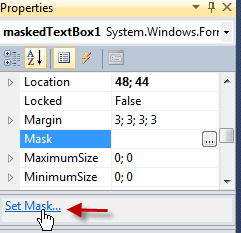 Properties
maskedTextBox1 System.Windows.For
Location 48; 44
Locked False
Margin 3; 3; 3; 3
Mask ...
MaximumSize 0; 0
MinimumSize 0; 0
Set Mask...